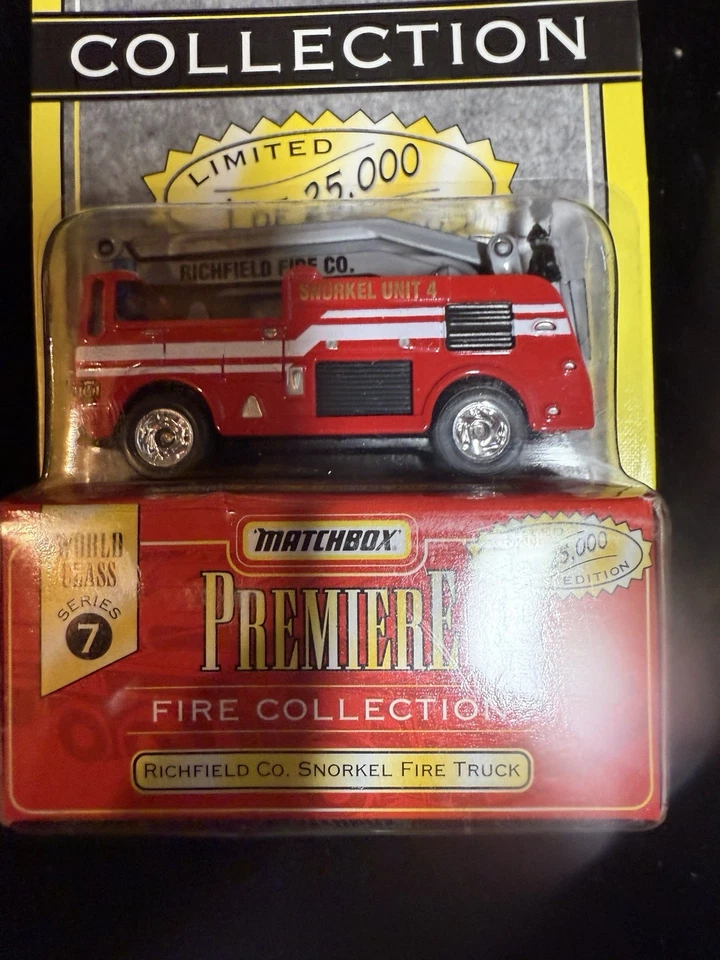 COLLECTION
LIMITED
25,000
RICHFIELD FIRE CO.
SNORKEL UNIT 4
WORLD
CLASS
SERIES
7
MATCHBOX
PREMIERE
FIRE COLLECTION
5,000
EDITION
RICHFIELD CO. SNORKEL FIRE TRUCK